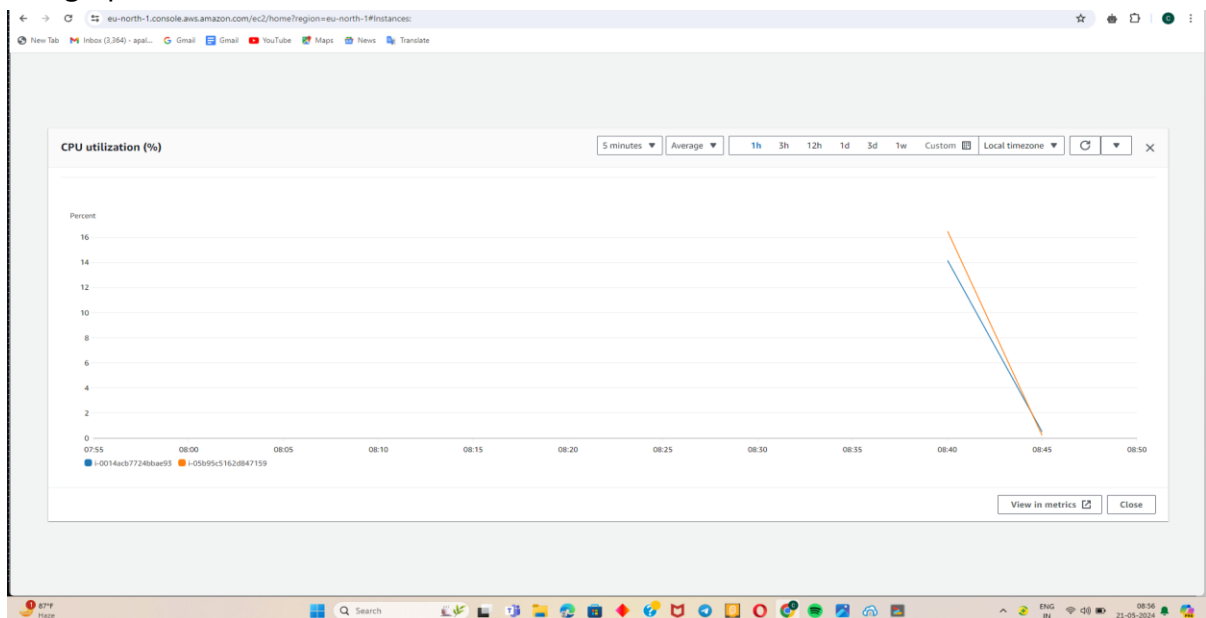 eu-north-1.console.aws.amazon.com/ec2/home?region=eu-north-1#Instances:
New Tab Inbox (3,364) - apal... Gmail Gmail YouTube Maps News Translate
CPU utilization (%) 5 minutes Average 1h 3h 12h 1d 3d 1w Custom Local timezone
Percent
16
14
12
10
8
6
4
2
0
07:55 08:00 08:05 08:10 08:15 08:20 08:25 08:30 08:35 08:40 08:45 08:50
i-0014acb7724bbae93 i-05b95c5162d847159
View in metrics Close
1 87°F Search ENG 08:56
Haze IN 21-05-2024